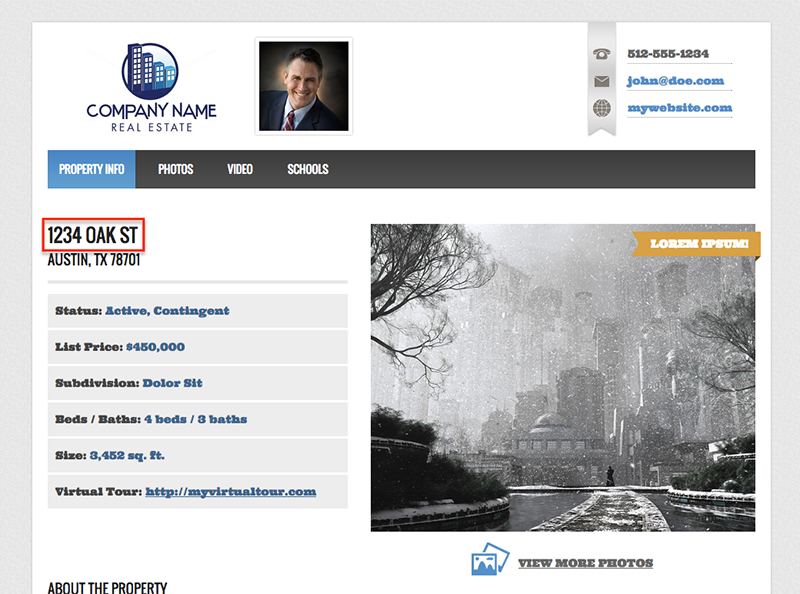 COMPANY NAME
REAL ESTATE
512-555-1234
john@doe.com
mywebsite.com
PROPERTY INFO
PHOTOS
VIDEO
SCHOOLS
1234 OAK ST
AUSTIN, TX 78701
LOREM IPSUM!
Status: Active, Contingent
List Price: $450,000
Subdivision: Dolor Sit
Beds / Baths: 4 beds / 3 baths
Size: 3,452 sq. ft.
Virtual Tour: http://myvirtualtour.com
VIEW MORE PHOTOS
ABOUT THE PROPERTY